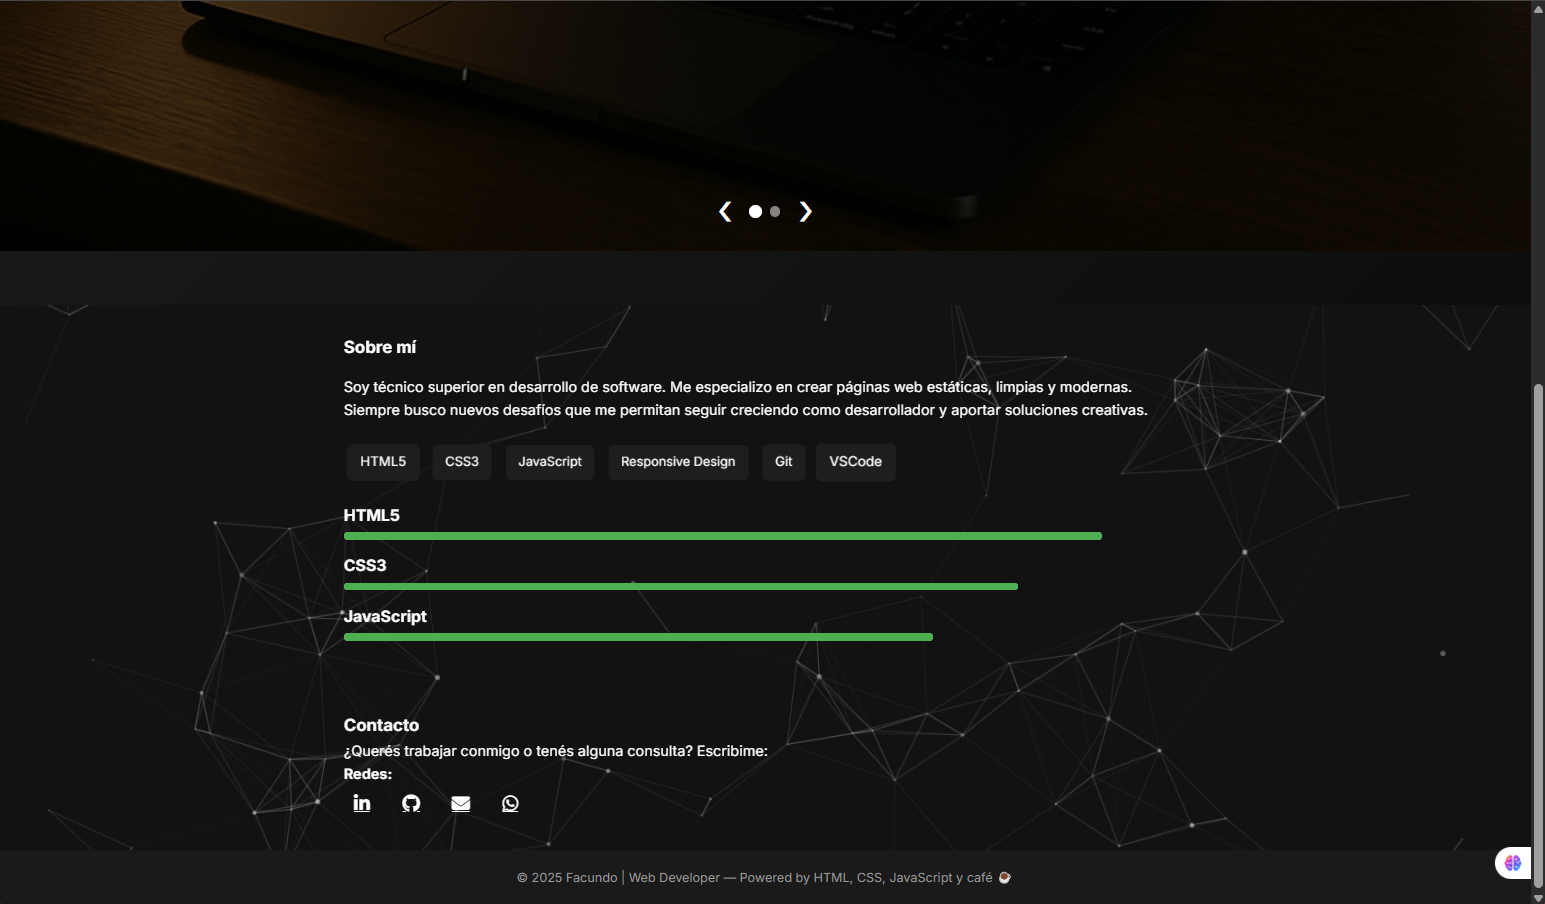 Sobre mí
Soy técnico superior en desarrollo de software. Me especializo en crear páginas web estáticas, limpias y modernas.
Siempre busco nuevos desafíos que me permitan seguir creciendo como desarrollador y aportar soluciones creativas.
HTML5 CSS3 JavaScript Responsive Design Git VSCode
HTML5
CSS3
JavaScript
Contacto
¿Querés trabajar conmigo o tenés alguna consulta? Escribime:
Redes:
© 2025 Facundo | Web Developer — Powered by HTML, CSS, JavaScript y café ☕